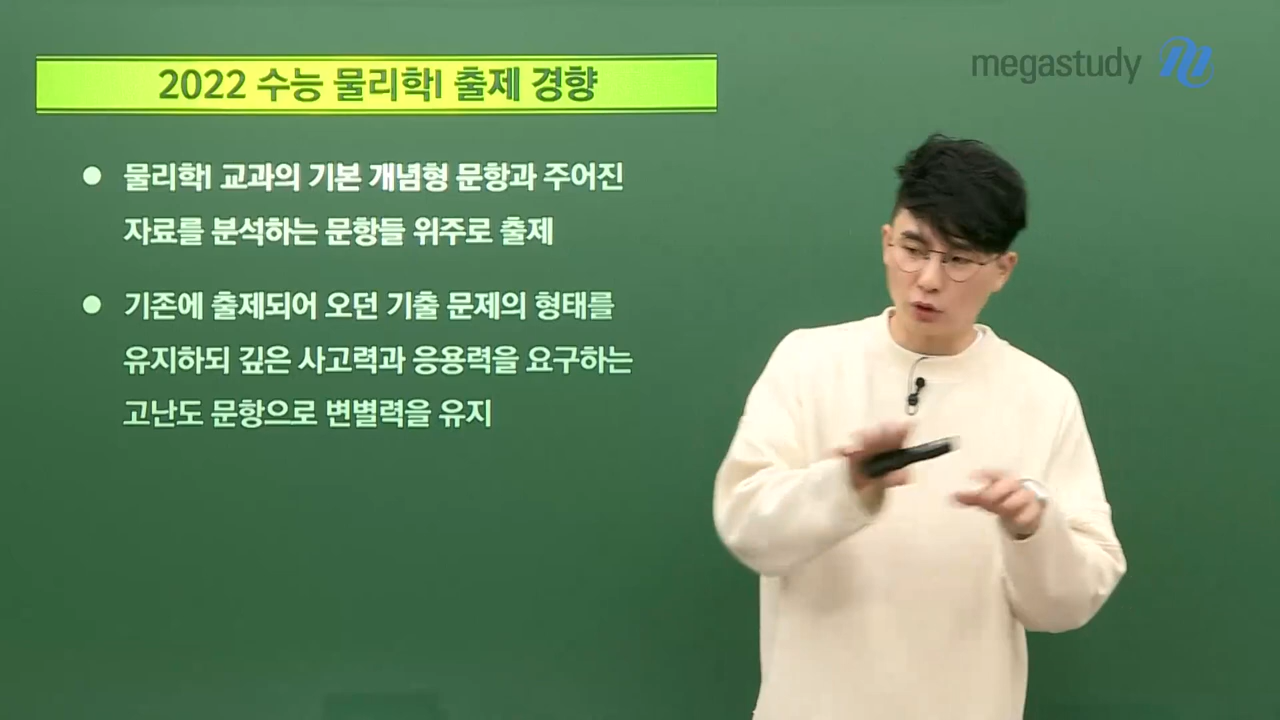 2022 수능 물리학I 출제 경향
megastudy
● 물리학I 교과의 기본 개념형 문항과 주어진
자료를 분석하는 문항들 위주로 출제
● 기존에 출제되어 오던 기출 문제의 형태를
유지하되 깊은 사고력과 응용력을 요구하는
고난도 문항으로 변별력을 유지